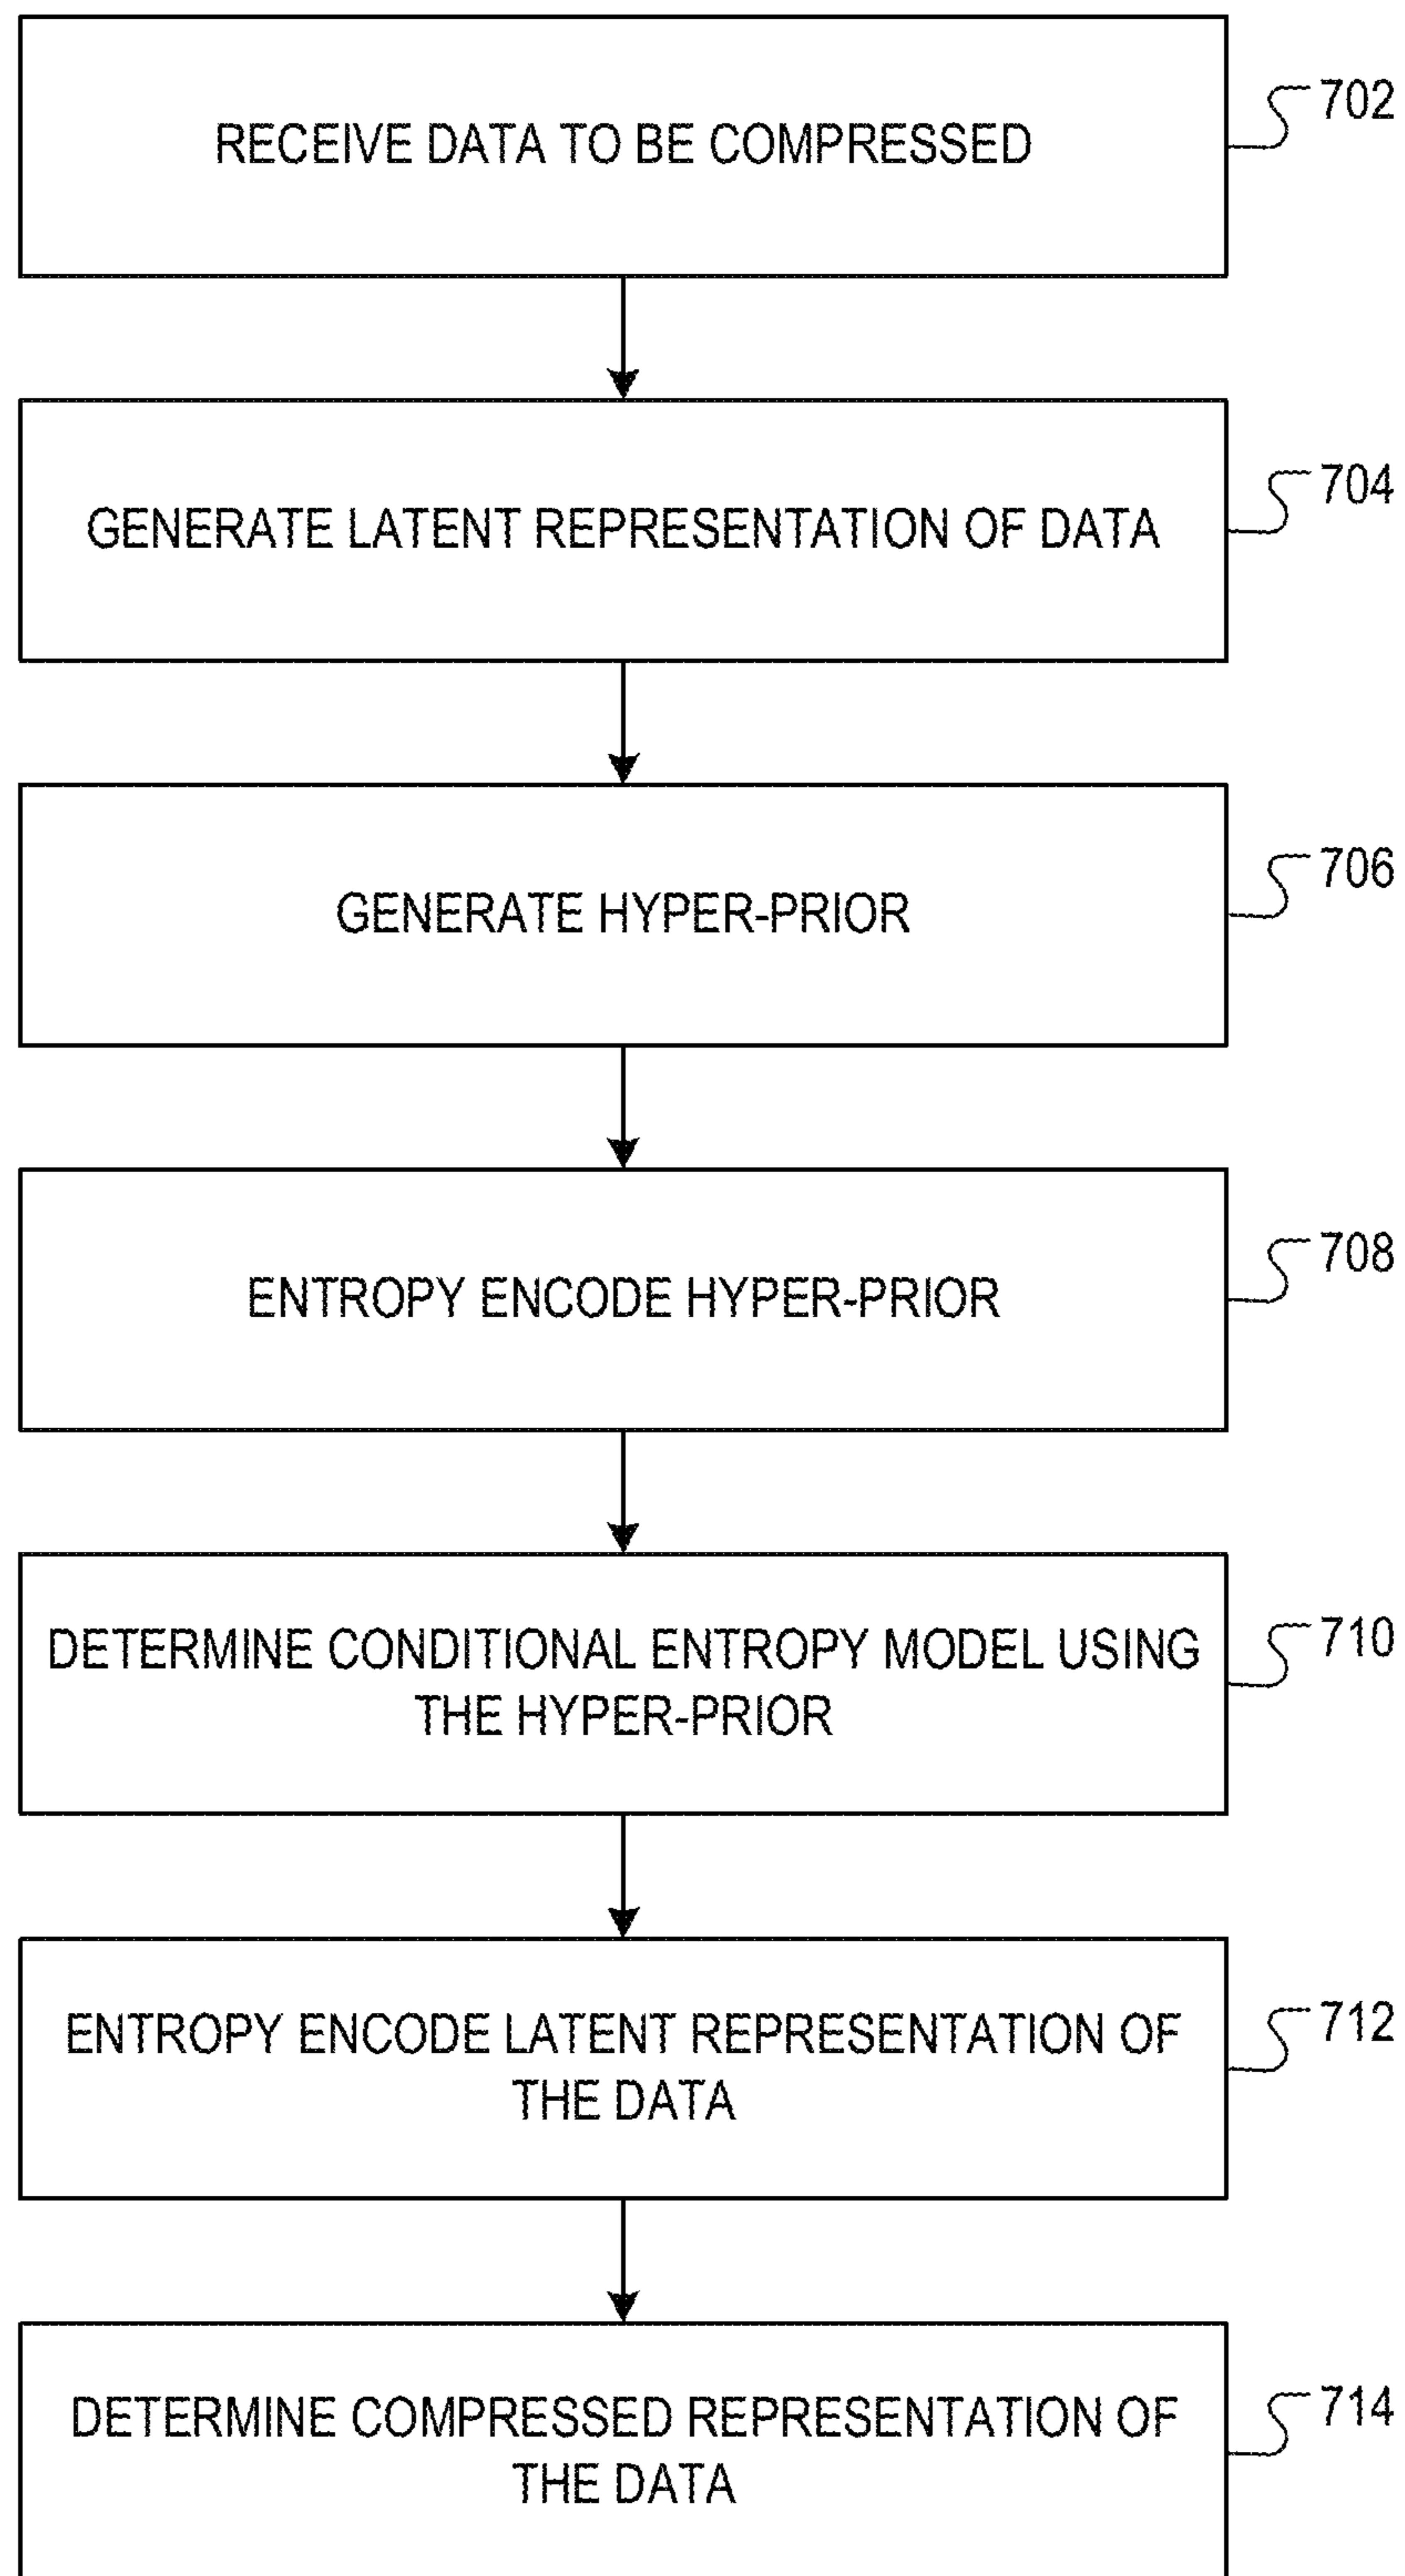 RECEIVE DATA TO BE COMPRESSED
702
GENERATE LATENT REPRESENTATION OF DATA
704
GENERATE HYPER-PRIOR
706
ENTROPY ENCODE HYPER-PRIOR
708
DETERMINE CONDITIONAL ENTROPY MODEL USING
THE HYPER-PRIOR
710
ENTROPY ENCODE LATENT REPRESENTATION OF
THE DATA
712
DETERMINE COMPRESSED REPRESENTATION OF
THE DATA
714